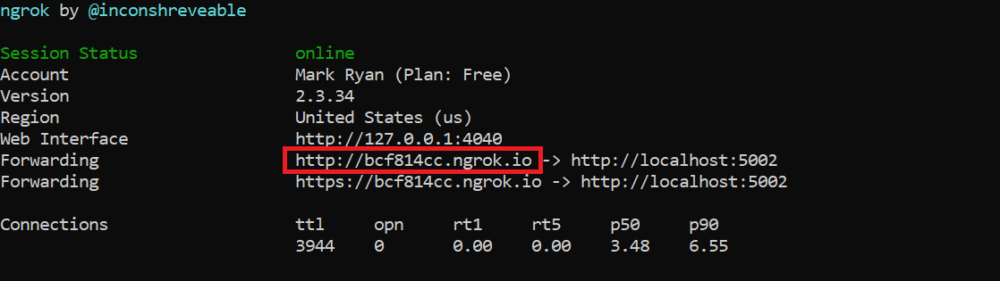 ngrok by @inconshreveable
Session Status online
Account Mark Ryan (Plan: Free)
Version 2.3.34
Region United States (us)
Web Interface http://127.0.0.1:4040
Forwarding http://bcf814cc.ngrok.io -> http://localhost:5002
Forwarding https://bcf814cc.ngrok.io -> http://localhost:5002
Connections ttl opn rt1 rt5 p50 p90
3944 0 0.00 0.00 3.48 6.55